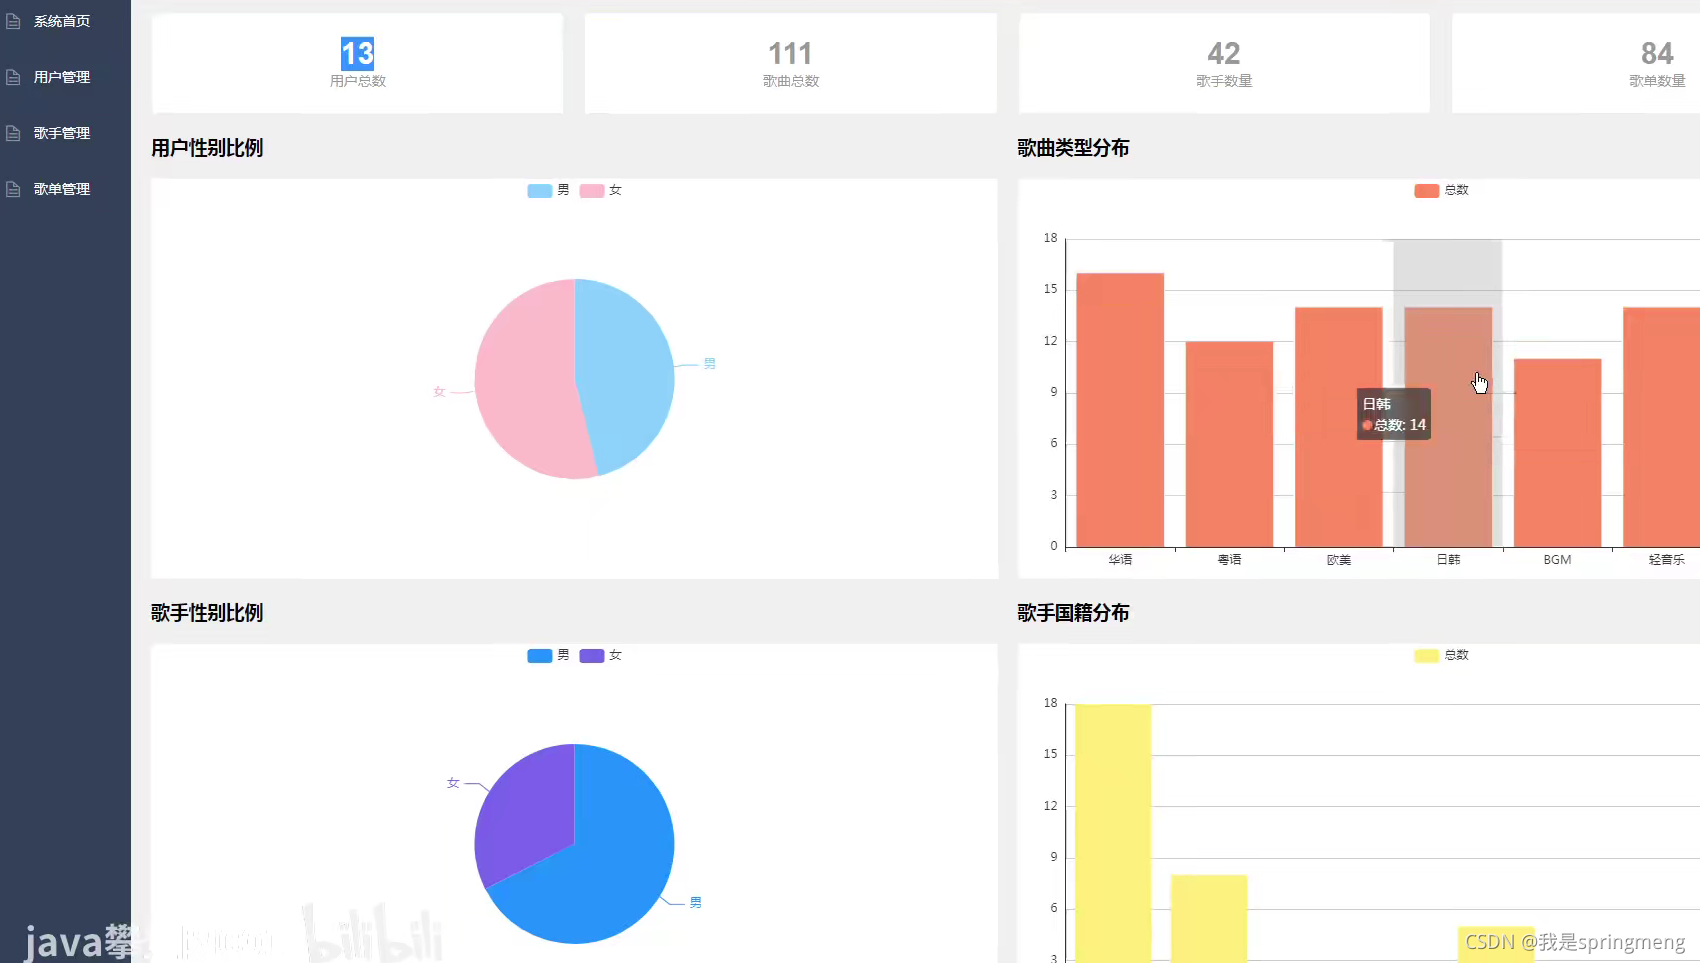 系统首页
用户管理
歌手管理
歌单管理
13
用户总数
111
歌曲总数
42
歌手数量
84
歌单数量
用户性别比例
男 女
男
女
歌曲类型分布
总数
18
15
12
9
6
3
0
日韩
总数: 14
华语 粤语 欧美 日韩 BGM 轻音乐
歌手性别比例
男 女
女
男
歌手国籍分布
总数
18
15
12
9
6
3
java攀
bilibili
CSDN @我是springmeng